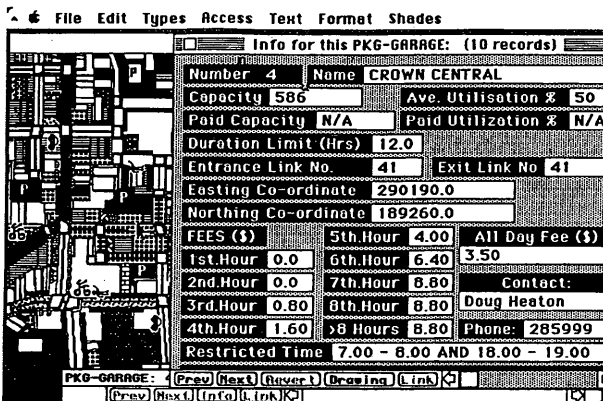 File Edit Types Access Text Format Shades
Info for this PKG-GARAGE: (10 records)
Number 4 Name CROWN CENTRAL
Capacity 586 Ave. Utilisation % 50
Paid Capacity N/A Paid Utilization % N/A
Duration Limit (Hrs) 12.0
Entrance Link No. 41 Exit Link No 41
Easting Co-ordinate 290190.0
Northing Co-ordinate 189260.0
FEES ($) 5th.Hour 4.00 All Day Fee ($)
1st.Hour 0.0 6th.Hour 6.40 3.50
2nd.Hour 0.0 7th.Hour 8.80 Contact:
3rd.Hour 0.80 8th.Hour 8.80 Doug Heaton
4th.Hour 1.60 >8 Hours 8.80 Phone: 285999
Restricted Time 7.00 - 8.00 AND 18.00 - 19.00
PKG-GARAGE: Prev Next Revert Drawing Link
Prev Next Info Link
P
P
P